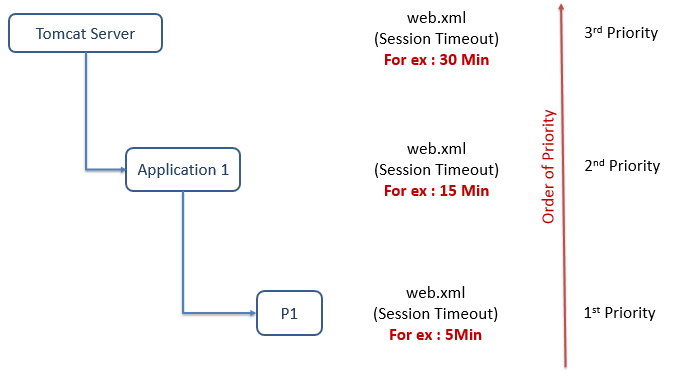 Tomcat Server
web.xml
(Session Timeout)
For ex : 30 Min
3rd Priority
Application 1
web.xml
(Session Timeout)
For ex : 15 Min
2nd Priority
Order of Priority
P1
web.xml
(Session Timeout)
For ex : 5Min
1st Priority